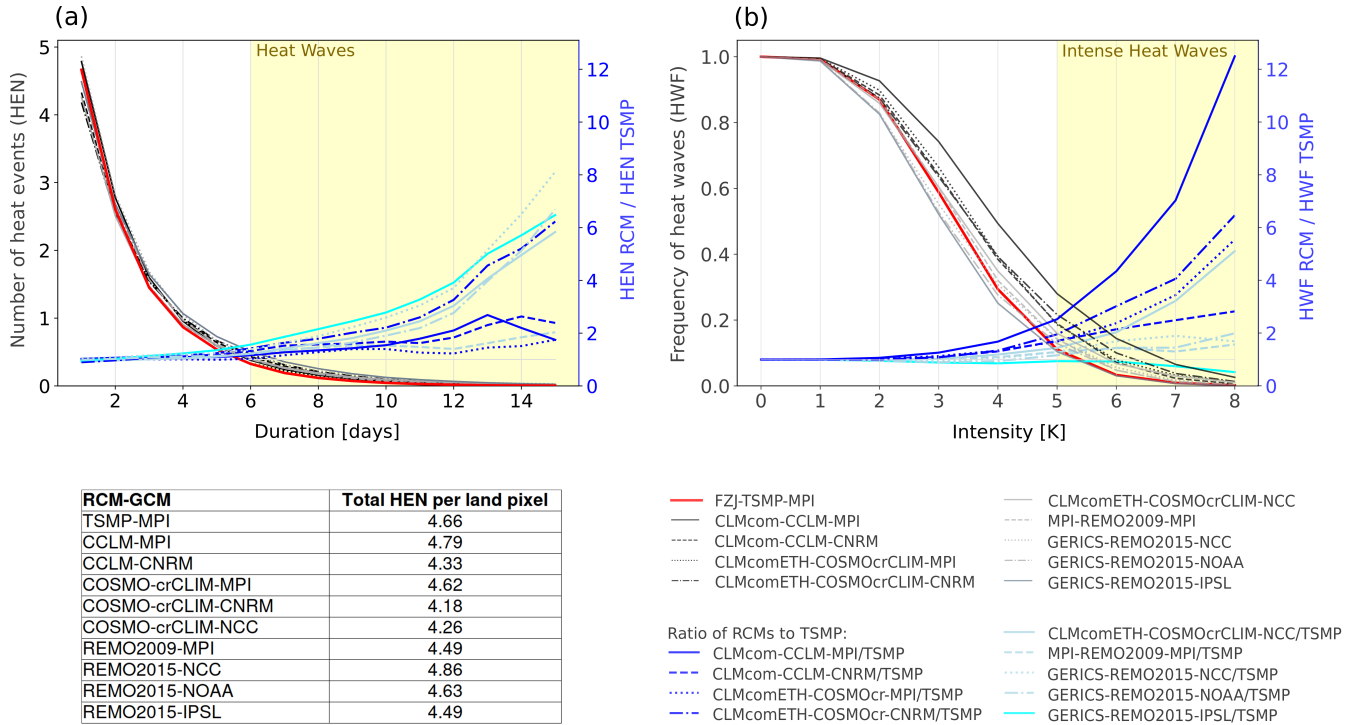 (a)
Heat Waves
Number of heat events (HEN)
5
4
3
2
1
0
12
10
8
6
4
2
0
HEN RCM / HEN TSMP
2 4 6 8 10 12 14
Duration [days]
(b)
Intense Heat Waves
Frequency of heat waves (HWF)
1.0
0.8
0.6
0.4
0.2
0.0
12
10
8
6
4
2
0
HWF RCM / HWF TSMP
0 1 2 3 4 5 6 7 8
Intensity [K]
RCM-GCM Total HEN per land pixel
TSMP-MPI 4.66
CCLM-MPI 4.79
CCLM-CNRM 4.33
COSMO-crCLIM-MPI 4.62
COSMO-crCLIM-CNRM 4.18
COSMO-crCLIM-NCC 4.26
REMO2009-MPI 4.49
REMO2015-NCC 4.86
REMO2015-NOAA 4.63
REMO2015-IPSL 4.49
FZJ-TSMP-MPI
CLMcom-CCLM-MPI
CLMcom-CCLM-CNRM
CLMcomETH-COSMOcrCLIM-MPI
CLMcomETH-COSMOcrCLIM-CNRM
CLMcomETH-COSMOcrCLIM-NCC
MPI-REMO2009-MPI
GERICS-REMO2015-NCC
GERICS-REMO2015-NOAA
GERICS-REMO2015-IPSL
Ratio of RCMs to TSMP:
CLMcom-CCLM-MPI/TSMP
CLMcom-CCLM-CNRM/TSMP
CLMcomETH-COSMOcr-MPI/TSMP
CLMcomETH-COSMOcr-CNRM/TSMP
CLMcomETH-COSMOcrCLIM-NCC/TSMP
MPI-REMO2009-MPI/TSMP
GERICS-REMO2015-NCC/TSMP
GERICS-REMO2015-NOAA/TSMP
GERICS-REMO2015-IPSL/TSMP